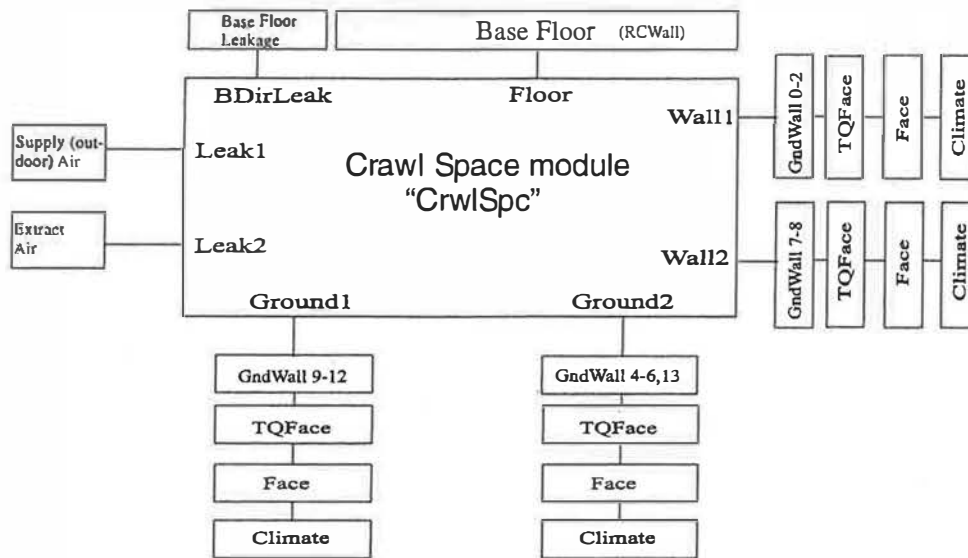 Base Floor
Leakage
Base Floor (RCWall)
BDirLeak
Floor
Wall1
GndWall 0-2
TQFace
Face
Climate
Supply (out-
door) Air
Leak1
Crawl Space module
“CrwlSpc”
Extract
Air
Leak2
Wall2
GndWall 7-8
TQFace
Face
Climate
Ground1
Ground2
GndWall 9-12
GndWall 4-6,13
TQFace
TQFace
Face
Face
Climate
Climate